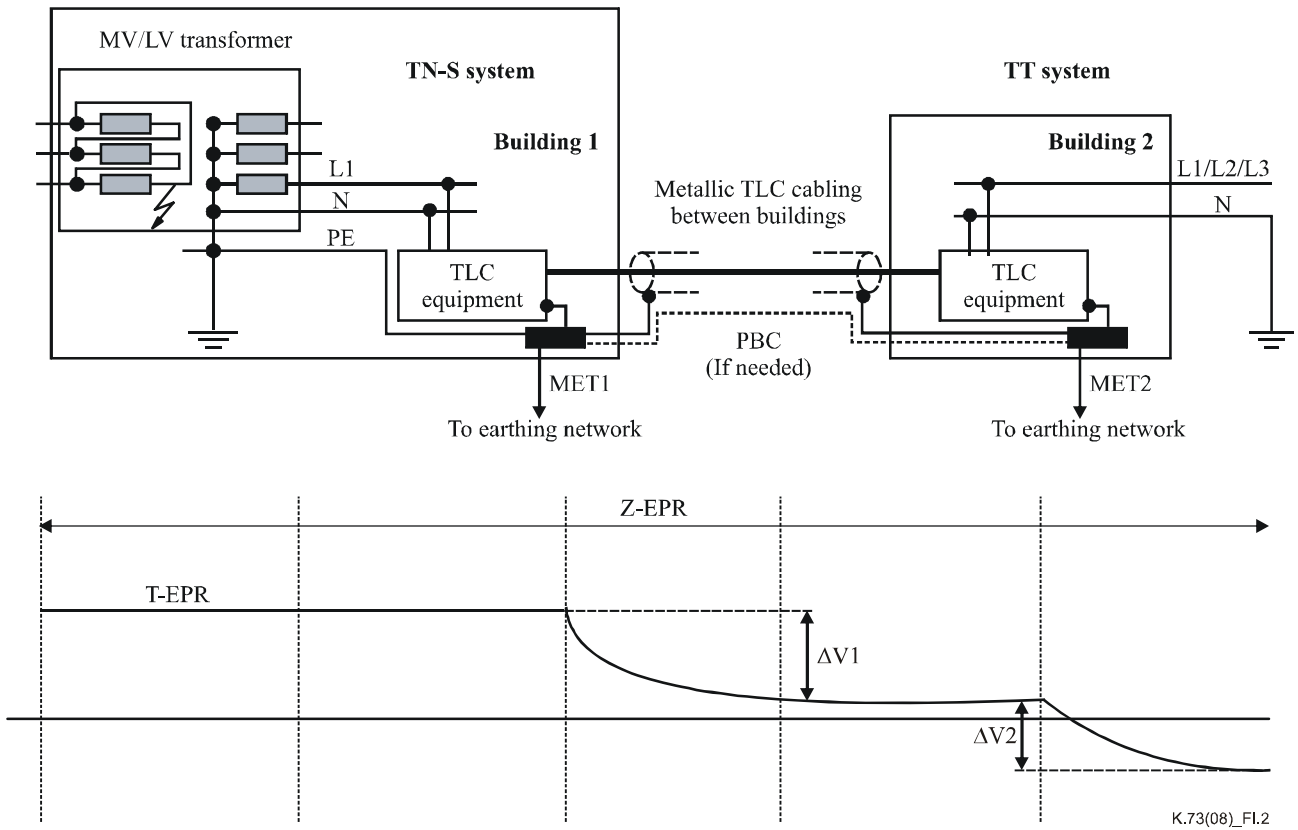 MV/LV transformer
TN-S system
TT system
Building 1
Building 2
L1
N
PE
L1/L2/L3
N
Metallic TLC cabling
between buildings
TLC
equipment
TLC
equipment
PBC
(If needed)
MET1
MET2
To earthing network
To earthing network
Z-EPR
T-EPR
ΔV1
ΔV2
K.73(08)_FI.2